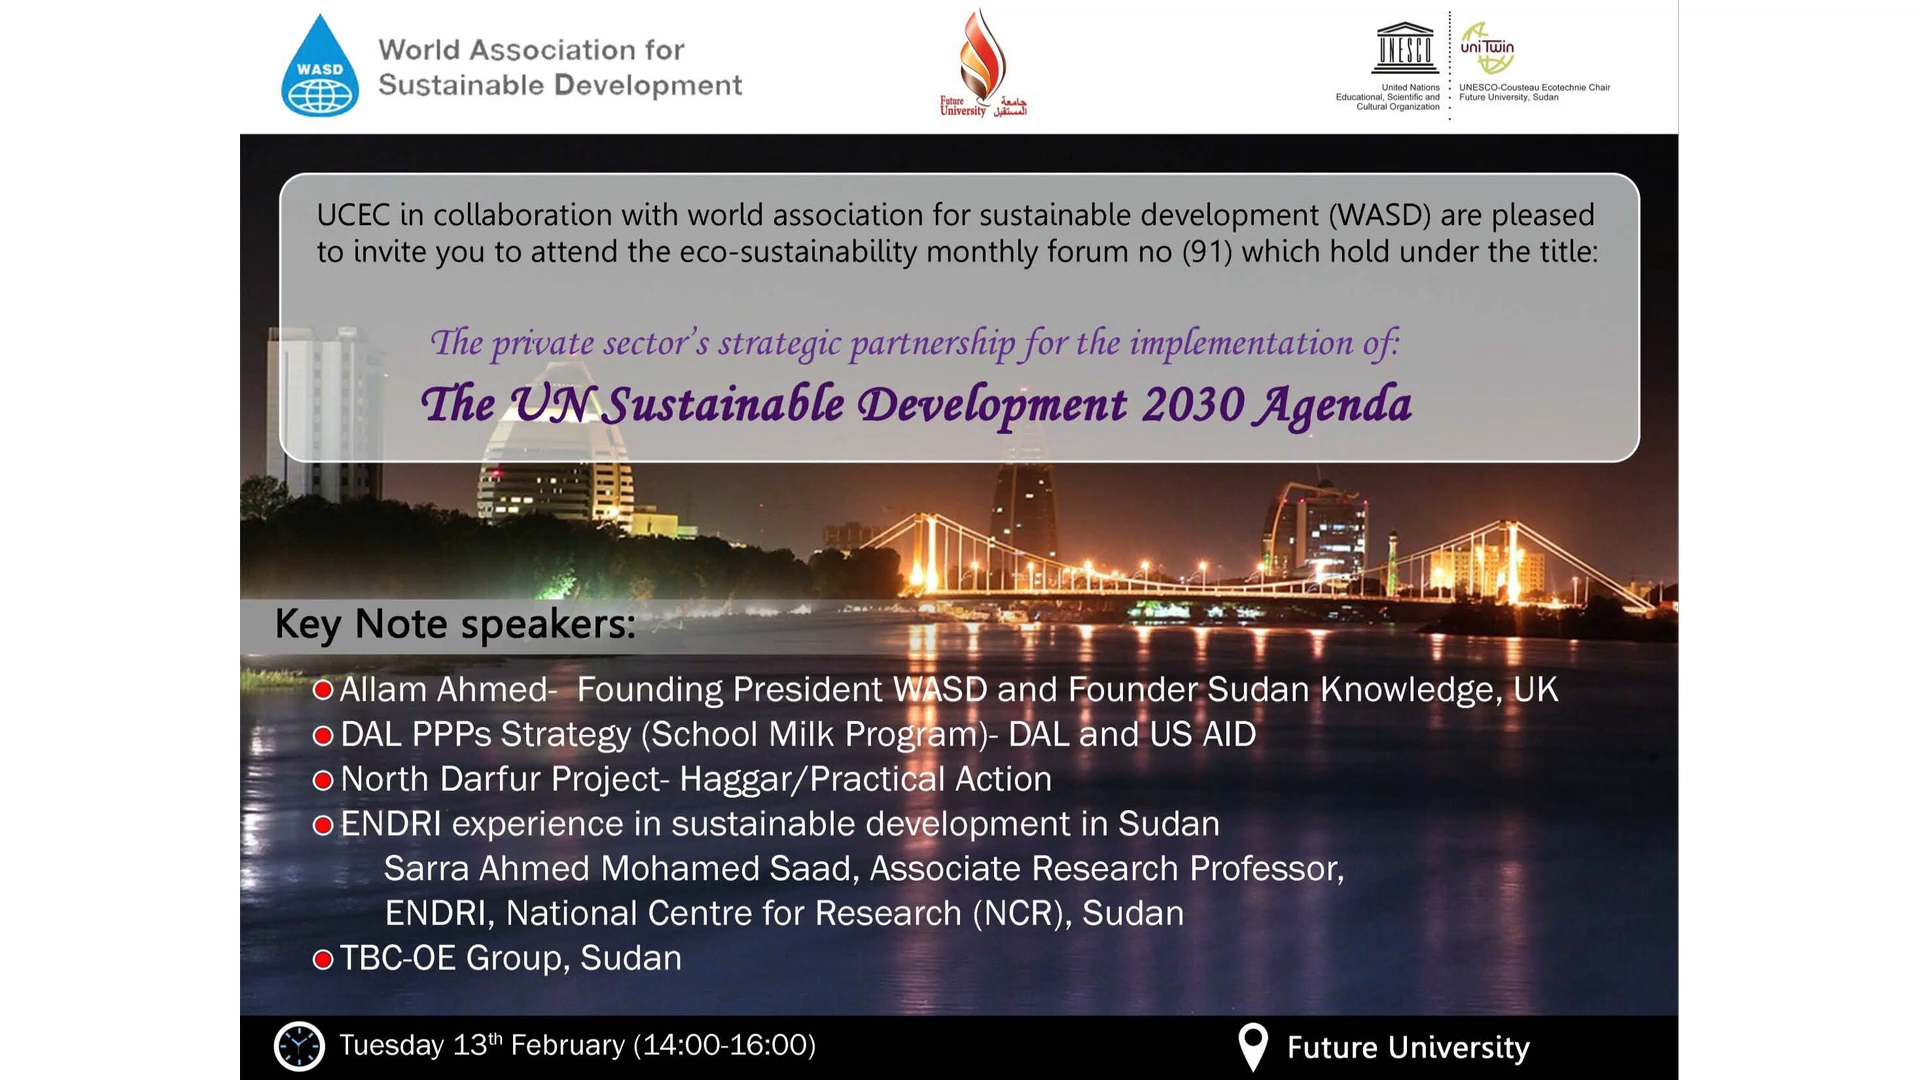 WASD
World Association for
Sustainable Development
Future
University
جامعة
المستقبل
UNESCO
United Nations
Educational, Scientific and
Cultural Organization
uniTwin
UNESCO-Cousteau Ecotechnie Chair
Future University, Sudan
UCEC in collaboration with world association for sustainable development (WASD) are pleased
to invite you to attend the eco-sustainability monthly forum no (91) which hold under the title:
The private sector's strategic partnership for the implementation of:
The UN Sustainable Development 2030 Agenda
Key Note speakers:
Allam Ahmed- Founding President WASD and Founder Sudan Knowledge, UK
DAL PPPs Strategy (School Milk Program)- DAL and US AID
North Darfur Project- Haggar/Practical Action
ENDRI experience in sustainable development in Sudan
Sarra Ahmed Mohamed Saad, Associate Research Professor,
ENDRI, National Centre for Research (NCR), Sudan
TBC-OE Group, Sudan
Tuesday 13th February (14:00-16:00)
Future University